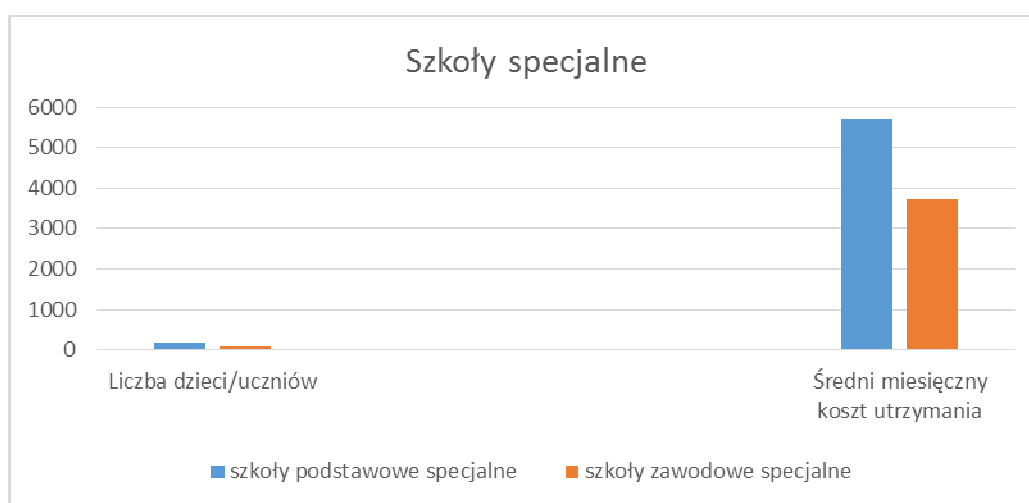 Szkoły specjalne
6000
5000
4000
3000
2000
1000
0
Liczba dzieci/uczniów
Średni miesięczny
koszt utrzymania
szkoły podstawowe specjalne
szkoły zawodowe specjalne